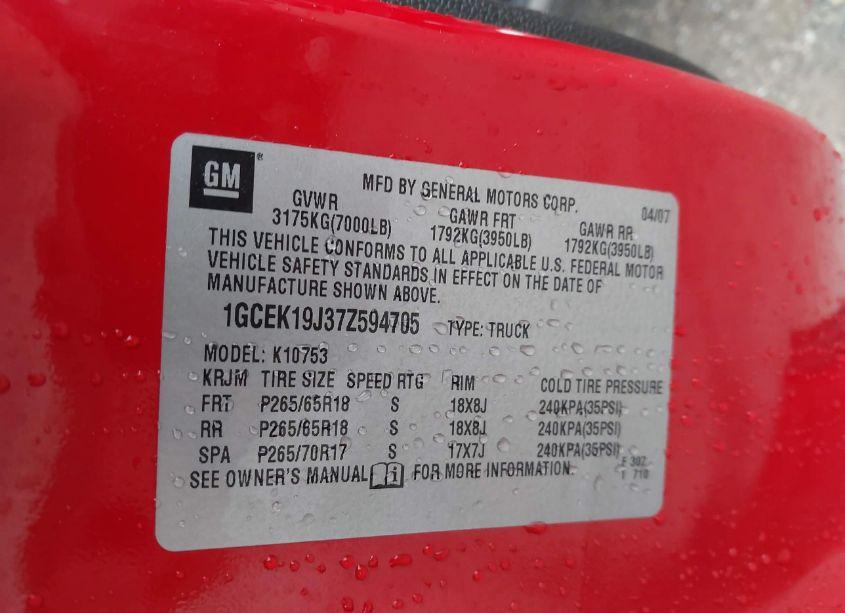 GM ®
MFD BY GENERAL MOTORS CORP. 04/07
GVWR GAWR FRT GAWR RR
3175KG(7000LB) 1792KG(3950LB) 1792KG(3950LB)
THIS VEHICLE CONFORMS TO ALL APPLICABLE U.S. FEDERAL MOTOR
VEHICLE SAFETY STANDARDS IN EFFECT ON THE DATE OF
MANUFACTURE SHOWN ABOVE.
1GCEK19J37Z594705 TYPE: TRUCK
MODEL: K10753
KRJM TIRE SIZE SPEED RTG RIM COLD TIRE PRESSURE
FRT P265/65R18 S 18X8J 240KPA(35PSI)
RR P265/65R18 S 18X8J 240KPA(35PSI)
SPA P265/70R17 S 17X7J 240KPA(35PSI)
SEE OWNER'S MANUAL FOR MORE INFORMATION.
710